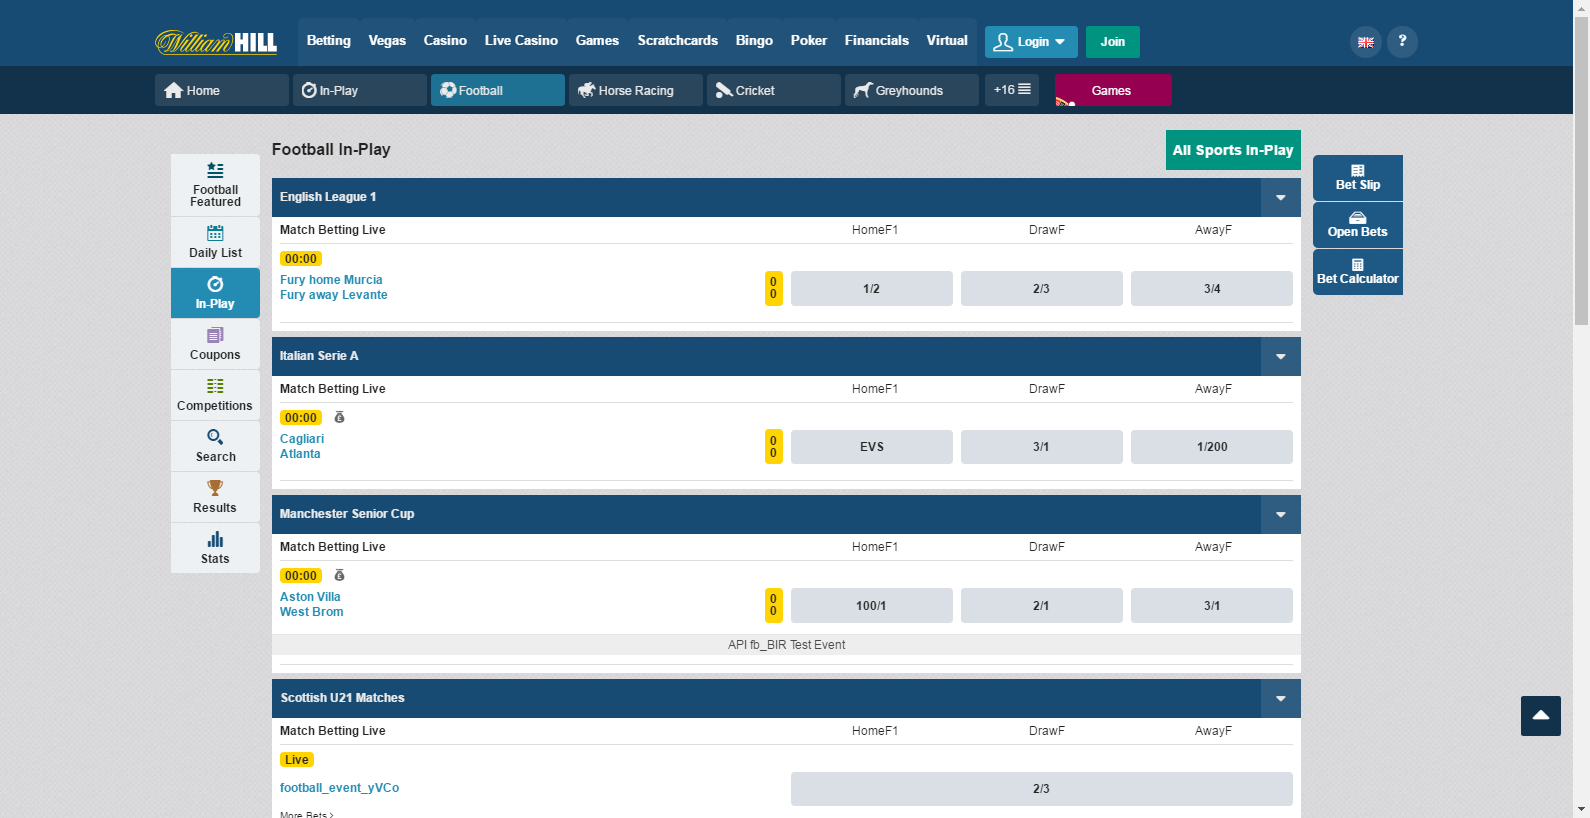 William HILL
Betting Vegas Casino Live Casino Games Scratchcards Bingo Poker Financials Virtual
Login
Join
?
Home
In-Play
Football
Horse Racing
Cricket
Greyhounds
+16
Games
Football In-Play
All Sports In-Play
Football
Featured
Daily List
In-Play
Coupons
Competitions
Search
Results
Stats
English League 1
Match Betting Live HomeF1 DrawF AwayF
00:00
Fury home Murcia
Fury away Levante
0
0
1/2 2/3 3/4
Italian Serie A
Match Betting Live HomeF1 DrawF AwayF
00:00
Cagliari
Atlanta
0
0
EVS 3/1 1/200
Manchester Senior Cup
Match Betting Live HomeF1 DrawF AwayF
00:00
Aston Villa
West Brom
0
0
100/1 2/1 3/1
API fb_BIR Test Event
Scottish U21 Matches
Match Betting Live HomeF1 DrawF AwayF
Live
football_event_yVCo
2/3
More Bets >
Bet Slip
Open Bets
Bet Calculator